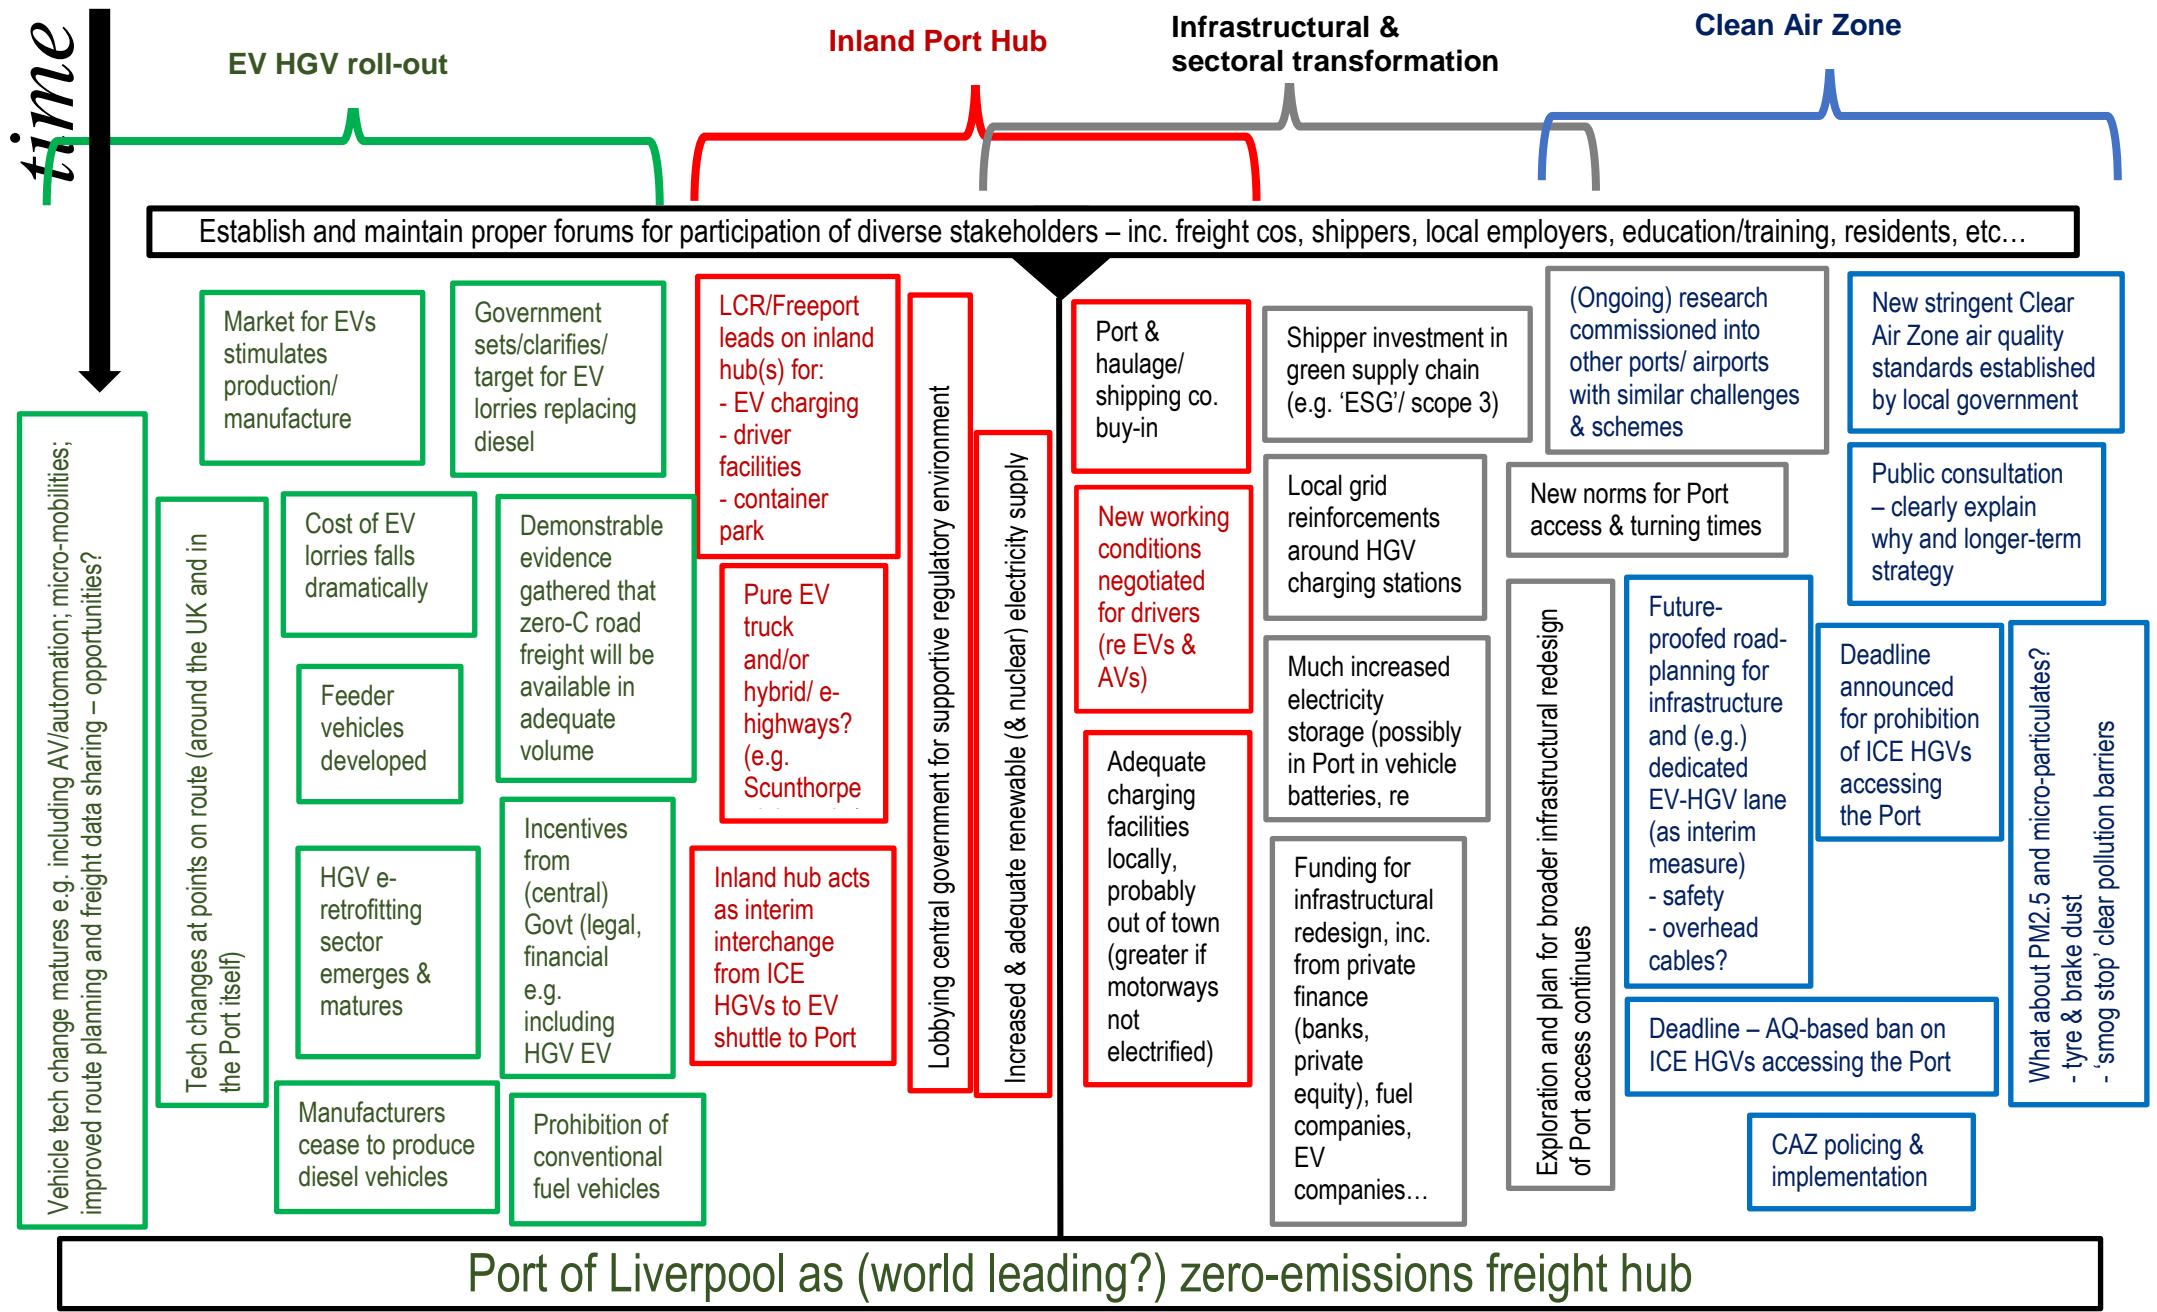 time
EV HGV roll-out
Inland Port Hub
Infrastructural &
sectoral transformation
Clean Air Zone
Establish and maintain proper forums for participation of diverse stakeholders – inc. freight cos, shippers, local employers, education/training, residents, etc…
Vehicle tech change matures e.g. including AV/automation; micro-mobilities;
improved route planning and freight data sharing – opportunities?
Tech changes at points on route (around the UK and in
the Port itself)
Market for EVs
stimulates
production/
manufacture
Government
sets/clarifies/
target for EV
lorries replacing
diesel
Cost of EV
lorries falls
dramatically
Demonstrable
evidence
gathered that
zero-C road
freight will be
available in
adequate
volume
Feeder
vehicles
developed
HGV e-
retrofitting
sector
emerges &
matures
Incentives
from
(central)
Govt (legal,
financial
e.g.
including
HGV EV
Manufacturers
cease to produce
diesel vehicles
Prohibition of
conventional
fuel vehicles
LCR/Freeport
leads on inland
hub(s) for:
- EV charging
- driver
facilities
- container
park
Pure EV
truck
and/or
hybrid/ e-
highways?
(e.g.
Scunthorpe
Inland hub acts
as interim
interchange
from ICE
HGVs to EV
shuttle to Port
Lobbying central government for supportive regulatory environment
Increased & adequate renewable (& nuclear) electricity supply
Port &
haulage/
shipping co.
buy-in
New working
conditions
negotiated
for drivers
(re EVs &
AVs)
Adequate
charging
facilities
locally,
probably
out of town
(greater if
motorways
not
electrified)
Shipper investment in
green supply chain
(e.g. ‘ESG’/ scope 3)
Local grid
reinforcements
around HGV
charging stations
Much increased
electricity
storage (possibly
in Port in vehicle
batteries, re
Funding for
infrastructural
redesign, inc.
from private
finance
(banks,
private
equity), fuel
companies,
EV
companies…
(Ongoing) research
commissioned into
other ports/ airports
with similar challenges
& schemes
New norms for Port
access & turning times
Exploration and plan for broader infrastructural redesign
of Port access continues
Future-
proofed road-
planning for
infrastructure
and (e.g.)
dedicated
EV-HGV lane
(as interim
measure)
- safety
- overhead
cables?
New stringent Clear
Air Zone air quality
standards established
by local government
Public consultation
– clearly explain
why and longer-term
strategy
Deadline
announced
for prohibition
of ICE HGVs
accessing
the Port
What about PM2.5 and micro-particulates?
- tyre & brake dust
- ‘smog stop’ clear pollution barriers
Deadline – AQ-based ban on
ICE HGVs accessing the Port
CAZ policing &
implementation
Port of Liverpool as (world leading?) zero-emissions freight hub